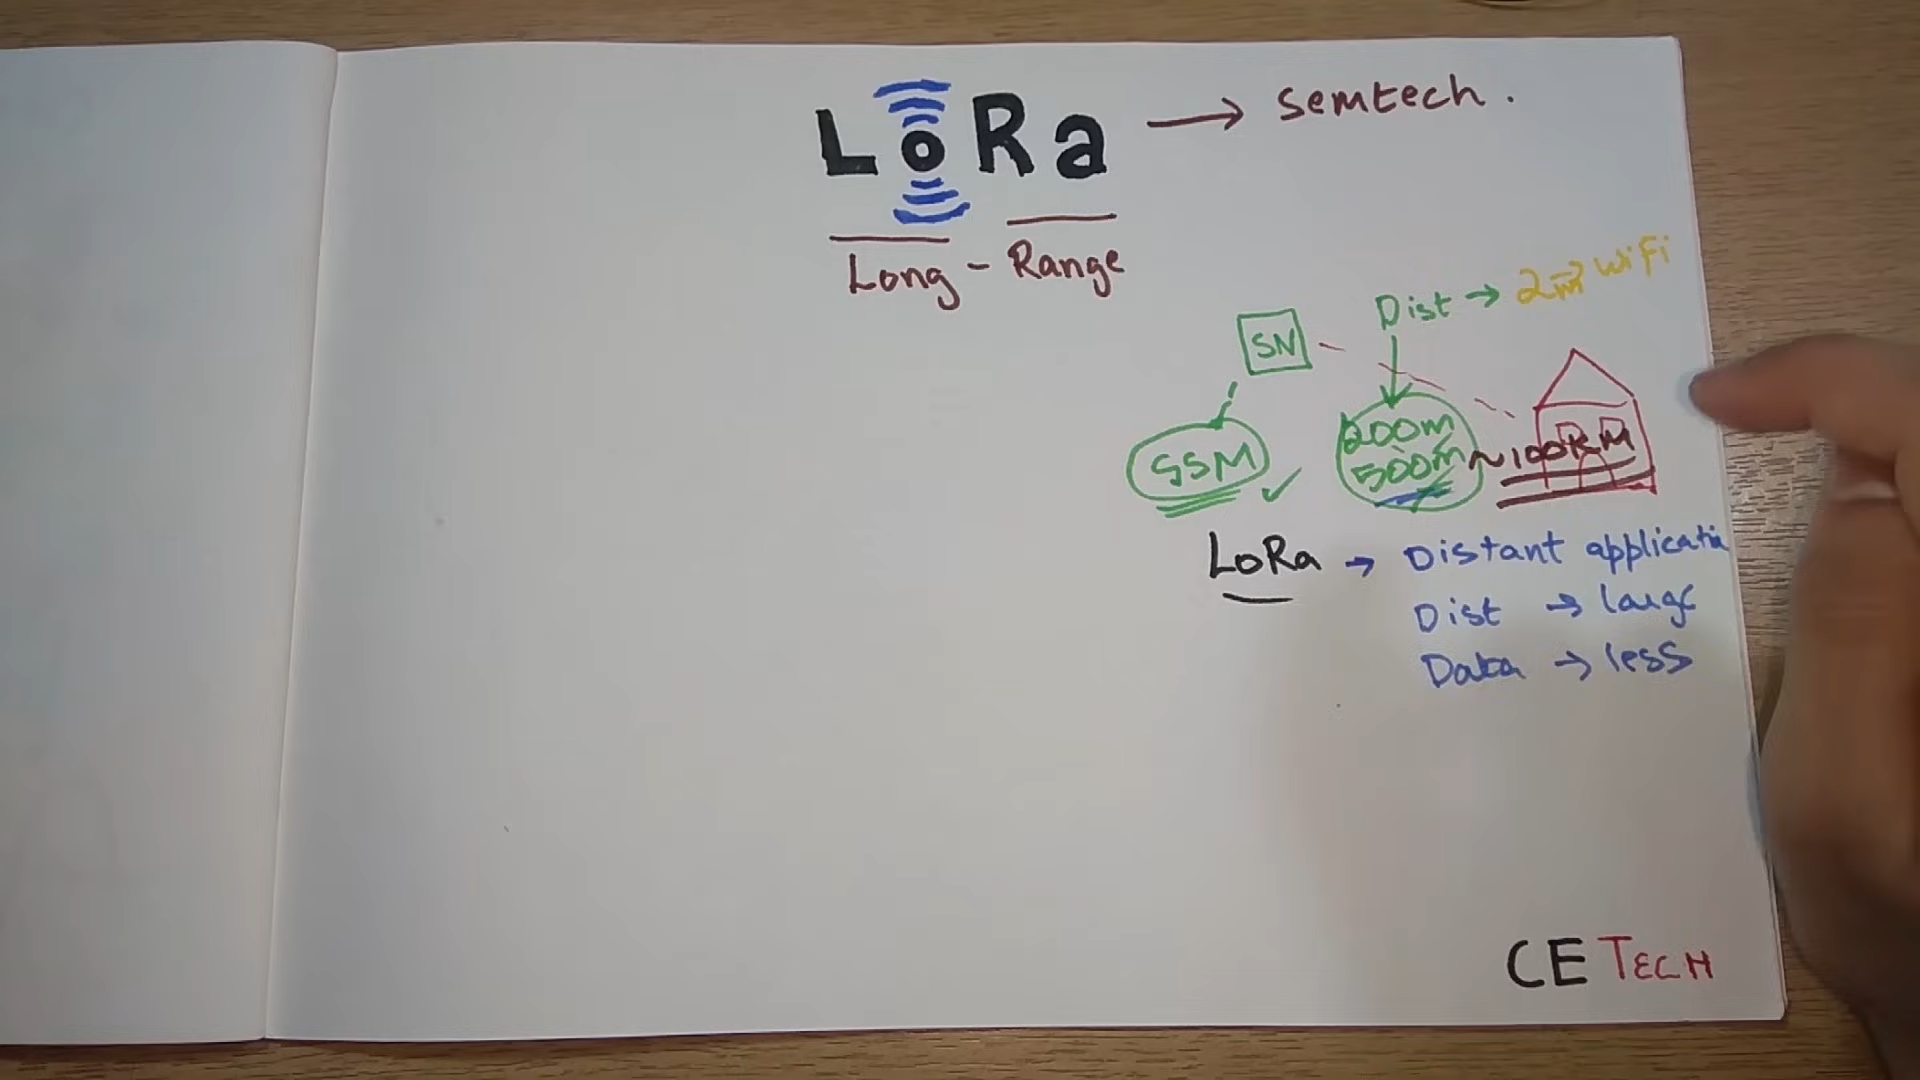 LoRa → semtech.
Long - Range
Dist → 2m → WiFi
SN
GSM ✓
200m
500m
~100KM
LoRa → Distant applicatio
Dist → large
Data → less
CE TECH